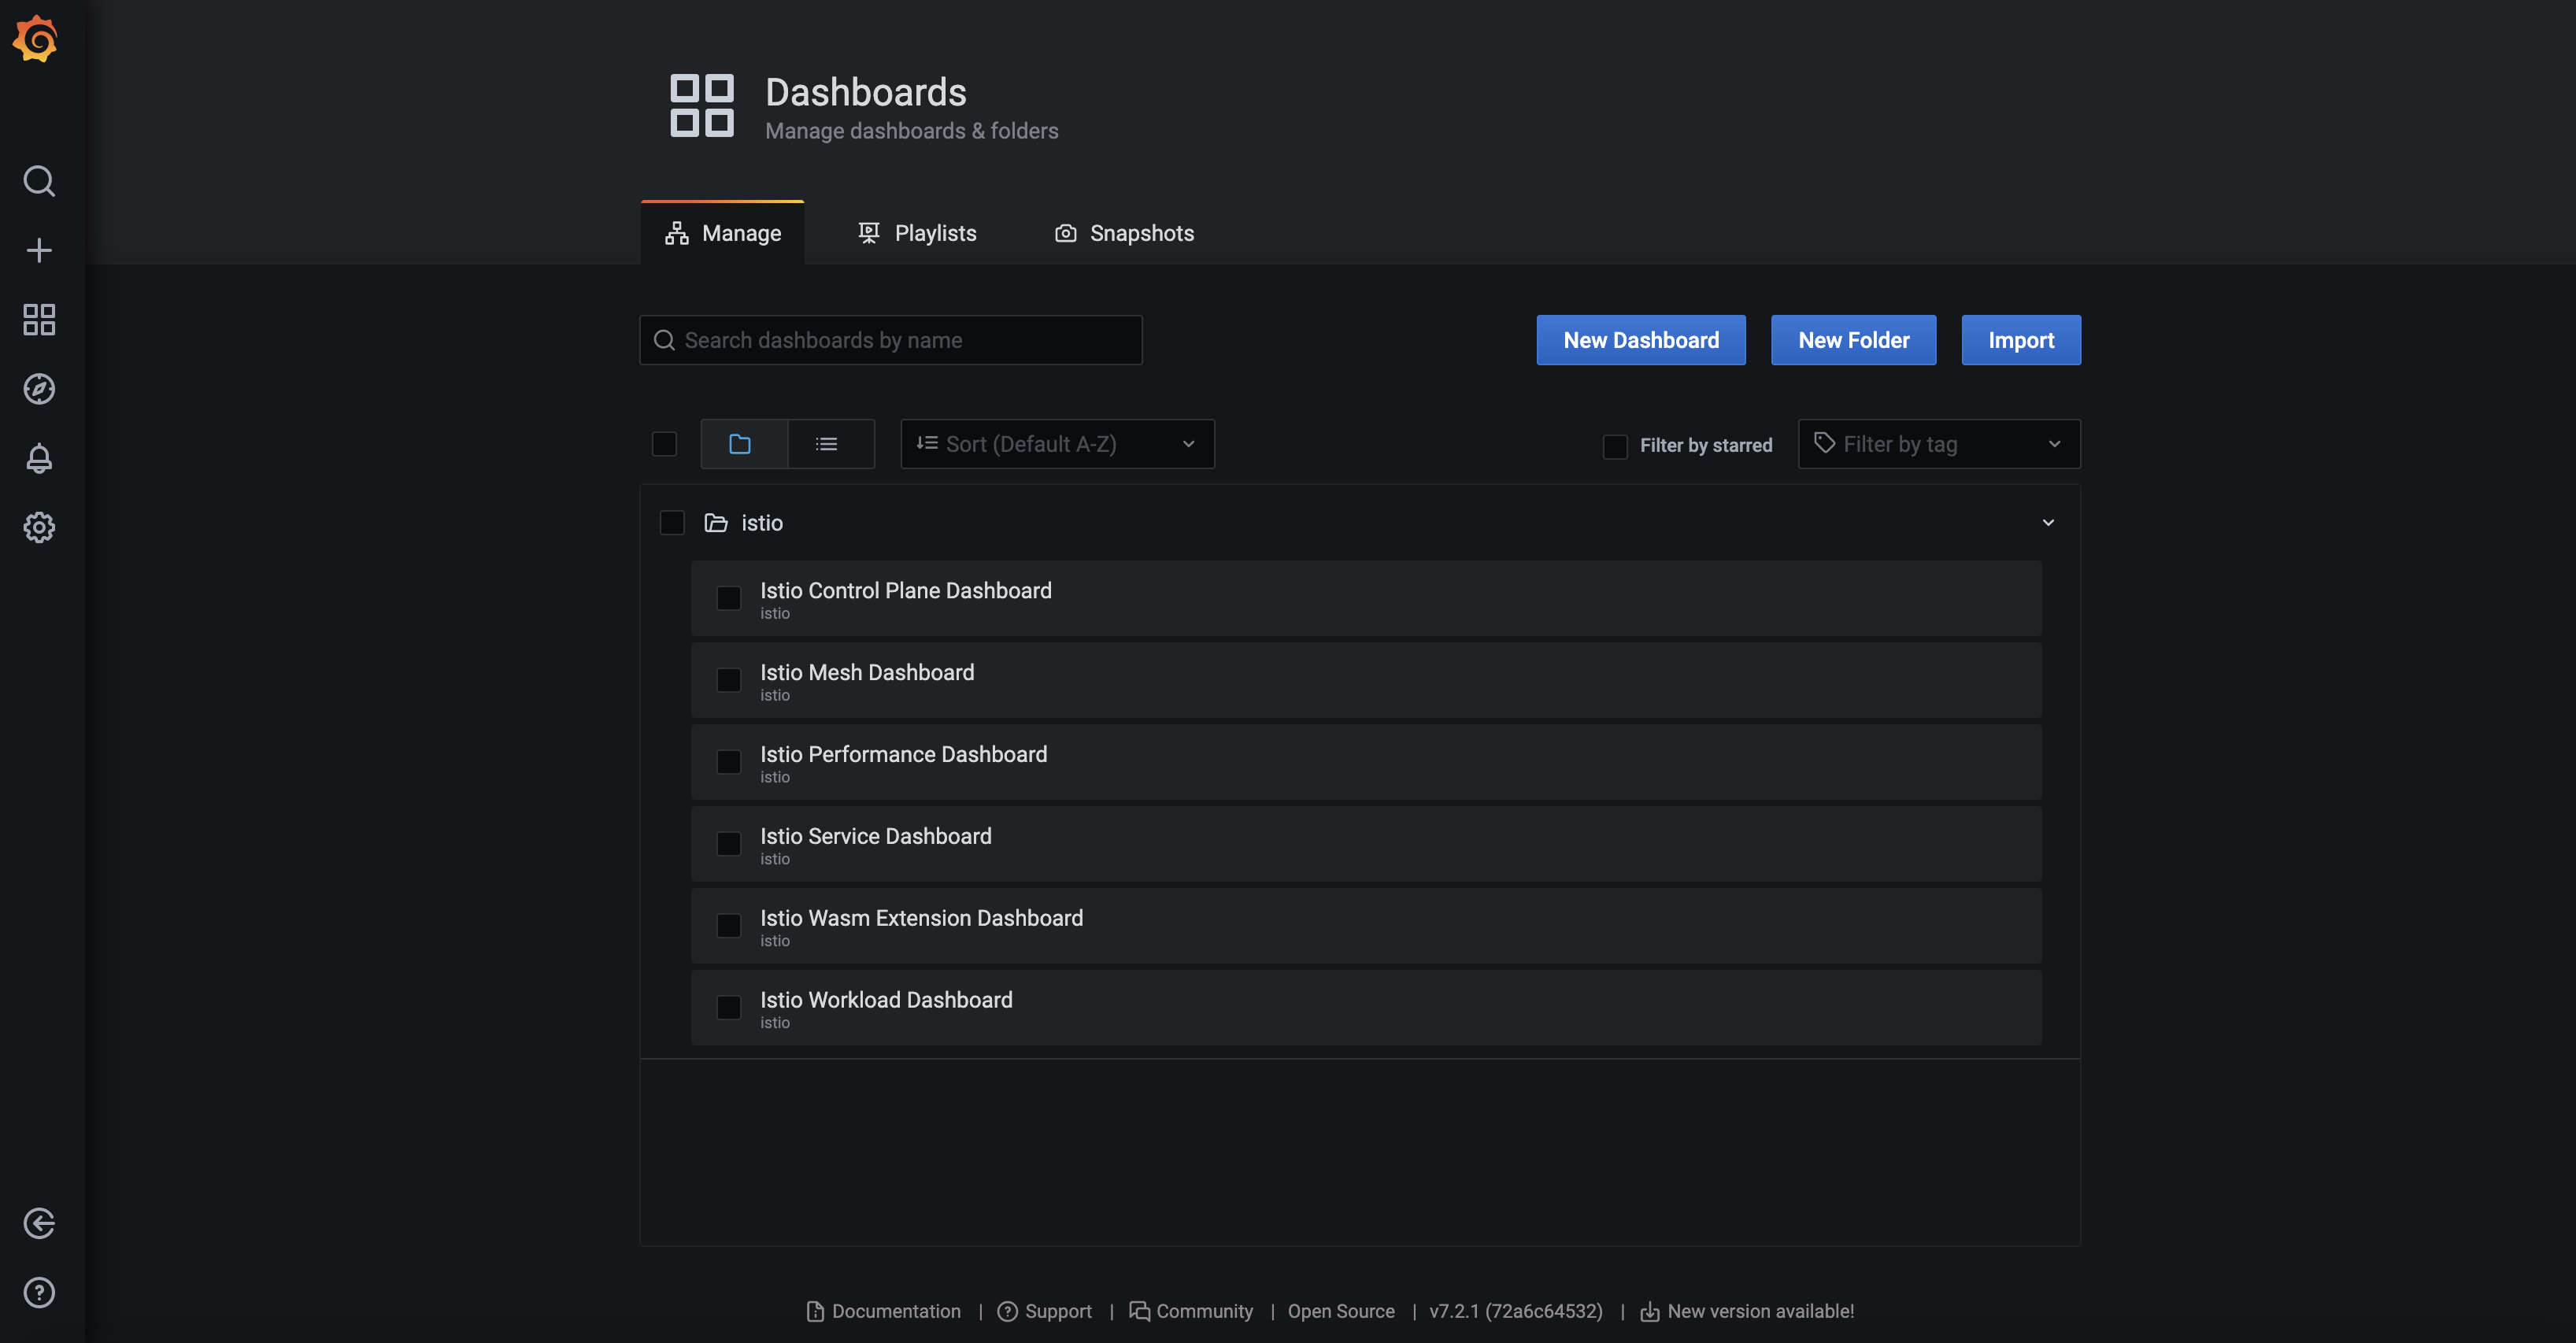 Dashboards
Manage dashboards & folders
Manage Playlists Snapshots
Search dashboards by name New Dashboard New Folder Import
Sort (Default A-Z) Filter by starred Filter by tag
istio
Istio Control Plane Dashboard
istio
Istio Mesh Dashboard
istio
Istio Performance Dashboard
istio
Istio Service Dashboard
istio
Istio Wasm Extension Dashboard
istio
Istio Workload Dashboard
istio
Documentation | Support | Community | Open Source | v7.2.1 (72a6c64532) | New version available!